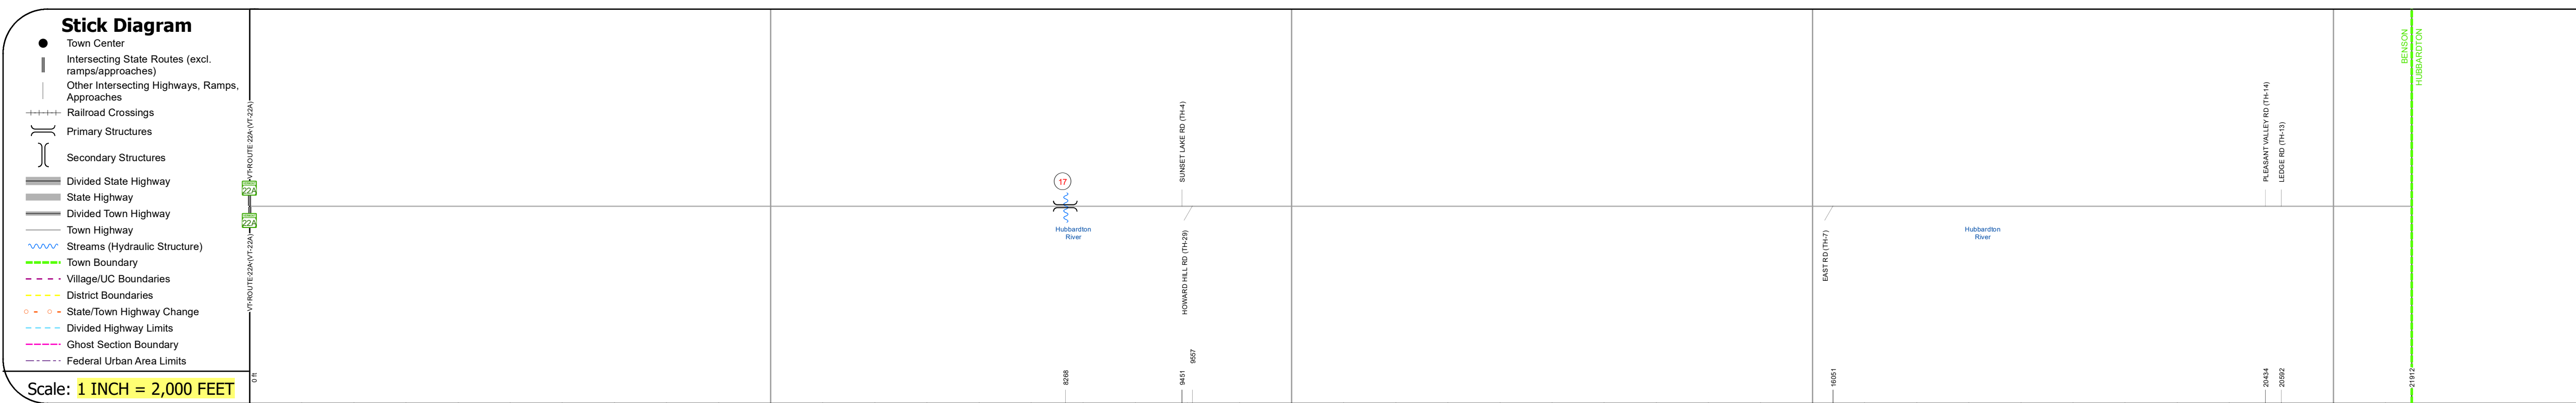 Stick Diagram
Town Center
Intersecting State Routes (excl.
ramps/approaches)
Other Intersecting Highways, Ramps,
Approaches
Railroad Crossings
Primary Structures
Secondary Structures
Divided State Highway
State Highway
Divided Town Highway
Town Highway
Streams (Hydraulic Structure)
Town Boundary
Village/UC Boundaries
District Boundaries
State/Town Highway Change
Divided Highway Limits
Ghost Section Boundary
Federal Urban Area Limits
Scale: 1 INCH = 2,000 FEET
VT-ROUTE-22A-(VT-22A)
22A
22A
VT-ROUTE-22A-(VT-22A)
0 ft
17
Hubbardton
River
8268
SUNSET LAKE RD (TH-4)
HOWARD HILL RD (TH-29)
9451
9557
EAST RD (TH-7)
16051
Hubbardton
River
PLEASANT VALLEY RD (TH-14)
LEDGE RD (TH-13)
20434
20592
BENSON
HUBBARDTON
21912